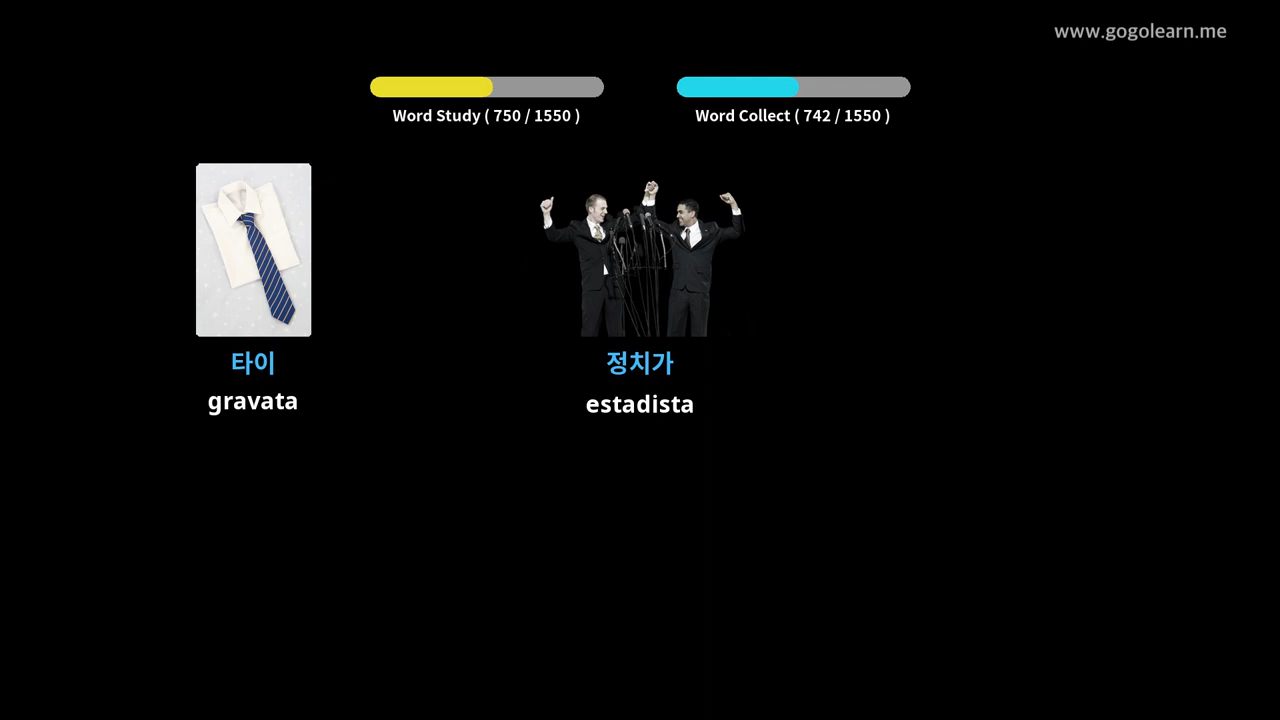 www.gogolearn.me
Word Study ( 750 / 1550 )
Word Collect ( 742 / 1550 )
타이
gravata
정치가
estadista